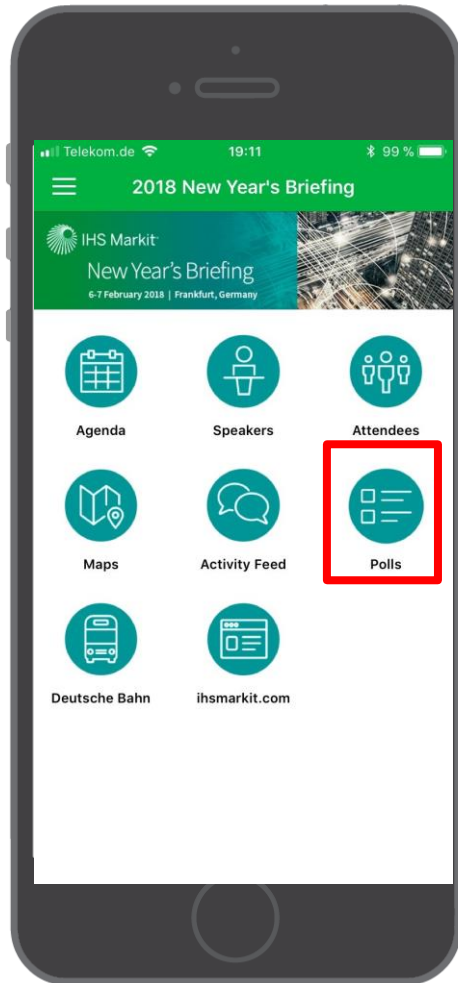 Telekom.de 19:11 99 %
2018 New Year's Briefing
IHS Markit
New Year's Briefing
6-7 February 2018 | Frankfurt, Germany
Agenda Speakers Attendees
Maps Activity Feed Polls
Deutsche Bahn ihsmarkit.com